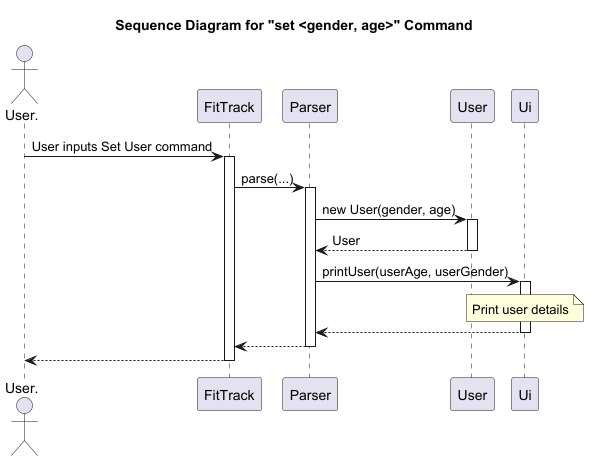 Sequence Diagram for "set <gender, age>" Command
User.
FitTrack
Parser
User
Ui
User inputs Set User command
parse(...)
new User(gender, age)
User
printUser(userAge, userGender)
Print user details
User.
FitTrack
Parser
User
Ui